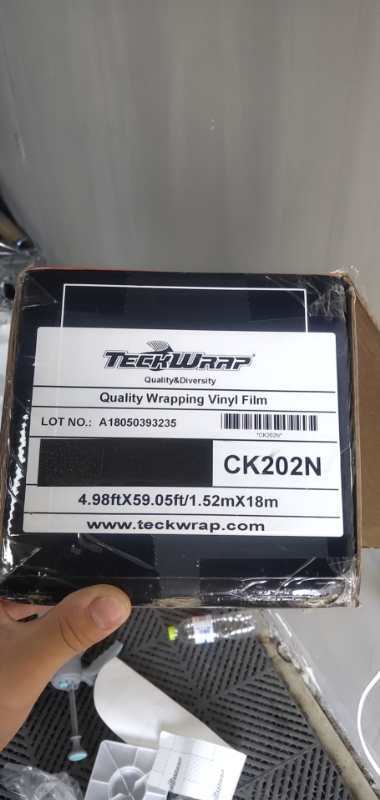 TECKWRAP®
Quality&Diversity
Quality Wrapping Vinyl Film
LOT NO.: A18050393235
*CK202N*
CK202N
4.98ftX59.05ft/1.52mX18m
www.teckwrap.com